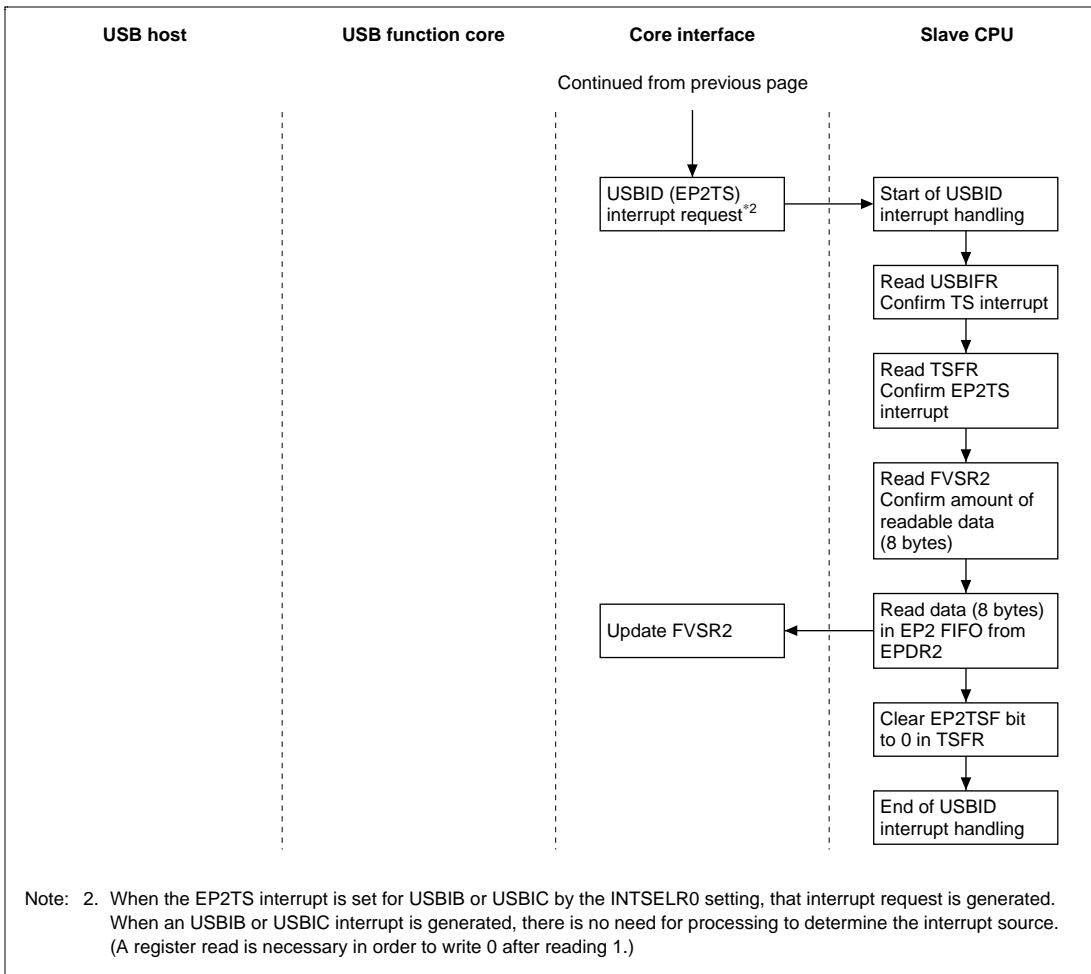 USB host
USB function core
Core interface
Slave CPU
Continued from previous page
USBID (EP2TS)
interrupt request*2
Start of USBID
interrupt handling
Read USBIFR
Confirm TS interrupt
Read TSFR
Confirm EP2TS
interrupt
Read FVSR2
Confirm amount of
readable data
(8 bytes)
Update FVSR2
Read data (8 bytes)
in EP2 FIFO from
EPDR2
Clear EP2TSF bit
to 0 in TSFR
End of USBID
interrupt handling
Note: 2. When the EP2TS interrupt is set for USBIB or USBIC by the INTSELR0 setting, that interrupt request is generated.
When an USBIB or USBIC interrupt is generated, there is no need for processing to determine the interrupt source.
(A register read is necessary in order to write 0 after reading 1.)